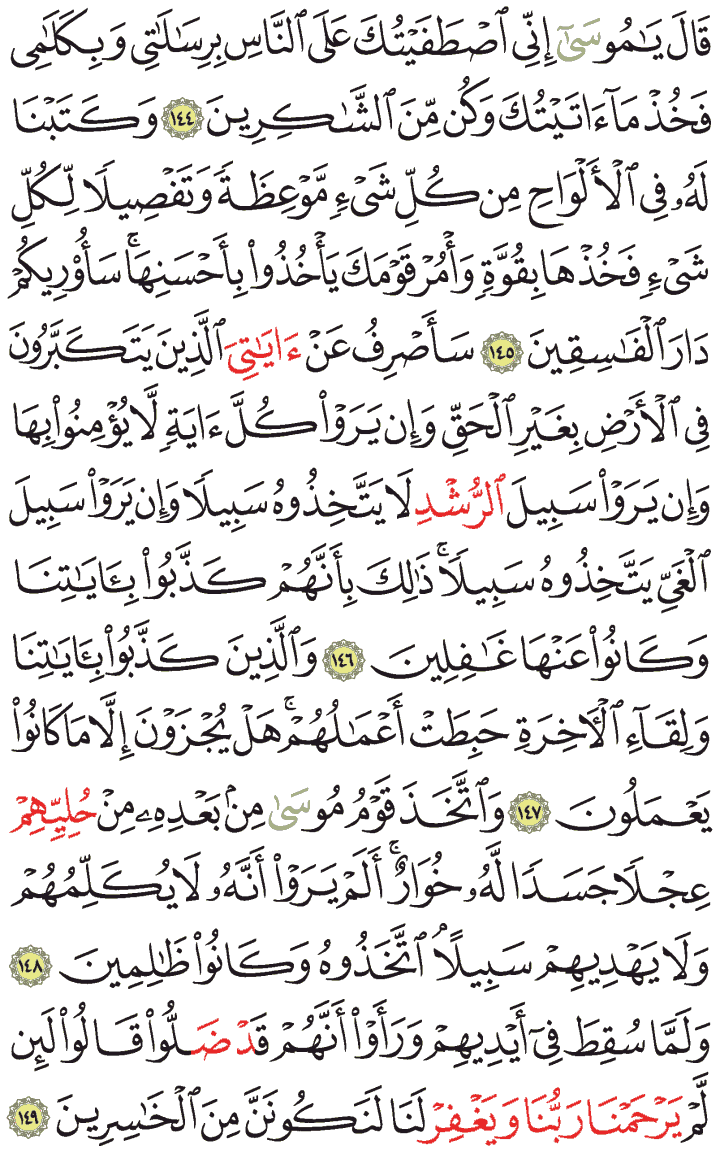 قَالَ يَـٰمُوسَىٰٓ إِنِّي ٱصۡطَفَيۡتُكَ عَلَى ٱلنَّاسِ بِرِسَـٰلَـٰتِي وَبِكَلَـٰمِي
فَخُذۡ مَآ ءَاتَيۡتُكَ وَكُن مِّنَ ٱلشَّـٰكِرِينَ ١٤٤ وَكَتَبۡنَا
لَهُۥ فِي ٱلۡأَلۡوَاحِ مِن كُلِّ شَيۡءٖ مَّوۡعِظَةٗ وَتَفۡصِيلٗا لِّكُلِّ
شَيۡءٖ فَخُذۡهَا بِقُوَّةٖ وَأۡمُرۡ قَوۡمَكَ يَأۡخُذُواْ بِأَحۡسَنِهَاۚ سَأُوْرِيكُمۡ
دَارَ ٱلۡفَـٰسِقِينَ ١٤٥ سَأَصۡرِفُ عَنۡ ءَايَـٰتِيَ ٱلَّذِينَ يَتَكَبَّرُونَ
فِي ٱلۡأَرۡضِ بِغَيۡرِ ٱلۡحَقِّ وَإِن يَرَوۡاْ كُلَّ ءَايَةٖ لَّا يُؤۡمِنُواْ بِهَا
وَإِن يَرَوۡاْ سَبِيلَ ٱلرُّشۡدِ لَا يَتَّخِذُوهُ سَبِيلٗا وَإِن يَرَوۡاْ سَبِيلَ
ٱلۡغَيِّ يَتَّخِذُوهُ سَبِيلٗاۚ ذَٰلِكَ بِأَنَّهُمۡ كَذَّبُواْ بِـَٔايَـٰتِنَا
وَكَانُواْ عَنۡهَا غَـٰفِلِينَ ١٤٦ وَٱلَّذِينَ كَذَّبُواْ بِـَٔايَـٰتِنَا
وَلِقَآءِ ٱلۡأٓخِرَةِ حَبِطَتۡ أَعۡمَـٰلُهُمۡۚ هَلۡ يُجۡزَوۡنَ إِلَّا مَا كَانُواْ
يَعۡمَلُونَ ١٤٧ وَٱتَّخَذَ قَوۡمُ مُوسَىٰ مِنۢ بَعۡدِهِۦ مِنۡ حُلِيِّهِمۡ
عِجۡلٗا جَسَدٗا لَّهُۥ خُوَارٌۚ أَلَمۡ يَرَوۡاْ أَنَّهُۥ لَا يُكَلِّمُهُمۡ
وَلَا يَهۡدِيهِمۡ سَبِيلًاۘ ٱتَّخَذُوهُ وَكَانُواْ ظَـٰلِمِينَ ١٤٨
وَلَمَّا سُقِطَ فِيٓ أَيۡدِيهِمۡ وَرَأَوۡاْ أَنَّهُمۡ قَدۡ ضَلُّواْ قَالُواْ لَئِن
لَّمۡ يَرۡحَمۡنَا رَبُّنَا وَيَغۡفِرۡ لَنَا لَنَكُونَنَّ مِنَ ٱلۡخَـٰسِرِينَ ١٤٩